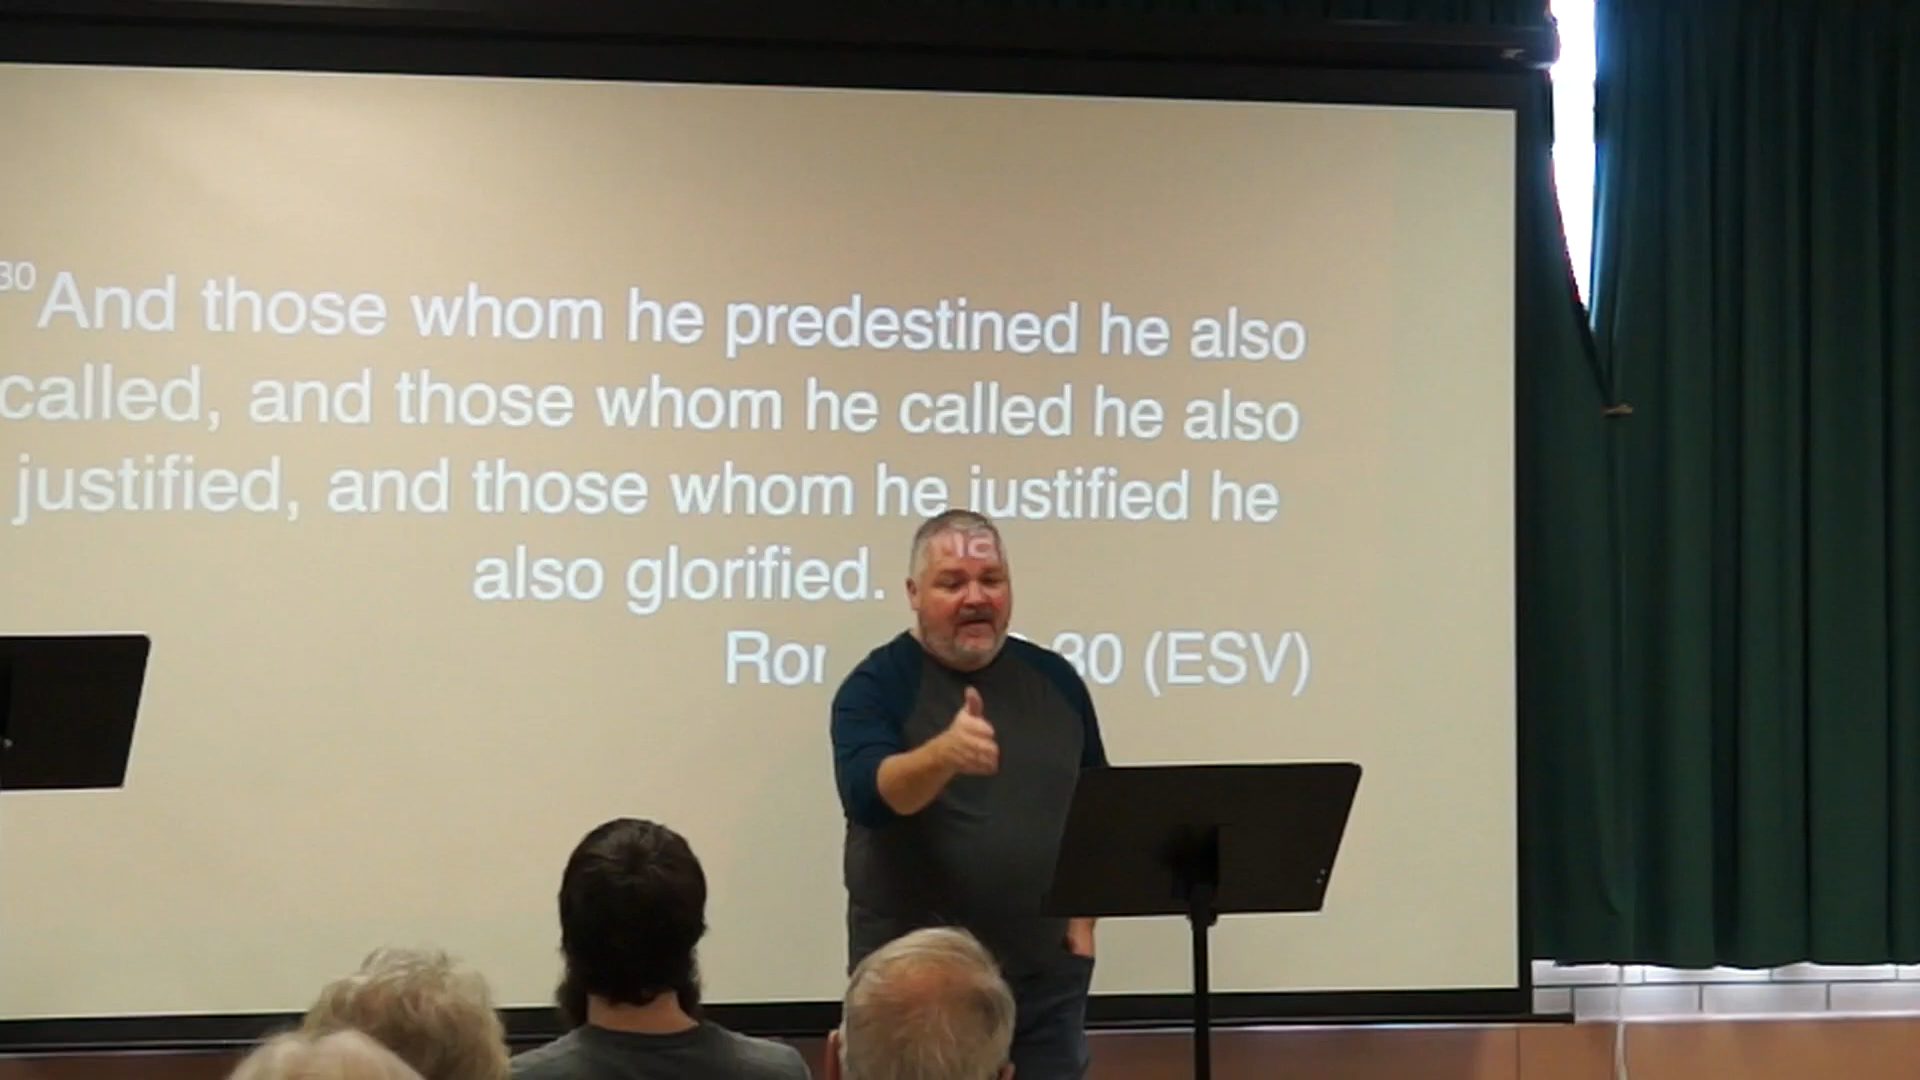 30 And those whom he predestined he also
called, and those whom he called he also
justified, and those whom he justified he
also glorified.
30 (ESV)